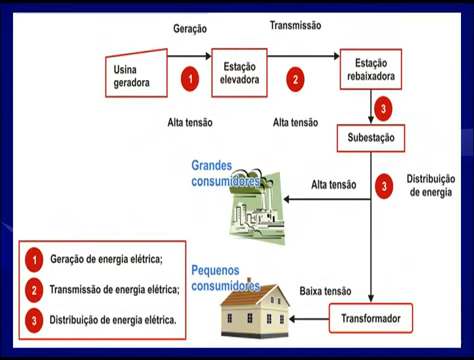 Geração
Transmissão
Usina
geradora
1
Estação
elevadora
2
Estação
rebaixadora
3
Alta tensão
Alta tensão
Subestação
Grandes
consumidores
Alta tensão
3
Distribuição
de energia
1 Geração de energia elétrica;
2 Transmissão de energia elétrica;
3 Distribuição de energia elétrica.
Pequenos
consumidores
Baixa tensão
Transformador